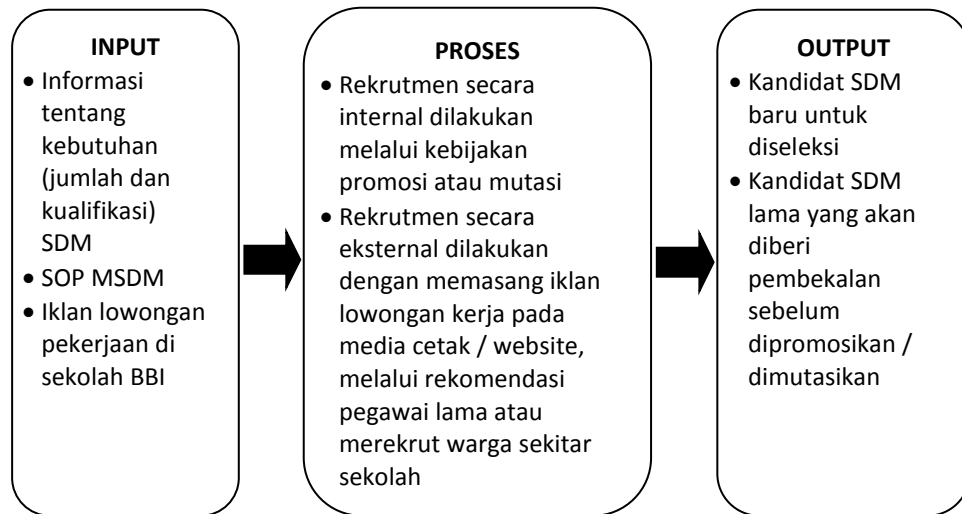 INPUT
• Informasi
tentang
kebutuhan
(jumlah dan
kualifikasi)
SDM
• SOP MSDM
• Iklan lowongan
pekerjaan di
sekolah BBI
PROSES
• Rekrutmen secara
internal dilakukan
melalui kebijakan
promosi atau mutasi
• Rekrutmen secara
eksternal dilakukan
dengan memasang iklan
lowongan kerja pada
media cetak / website,
melalui rekomendasi
pegawai lama atau
merekrut warga sekitar
sekolah
OUTPUT
• Kandidat SDM
baru untuk
diseleksi
• Kandidat SDM
lama yang akan
diberi
pembekalan
sebelum
dipromosikan /
dimutasikan